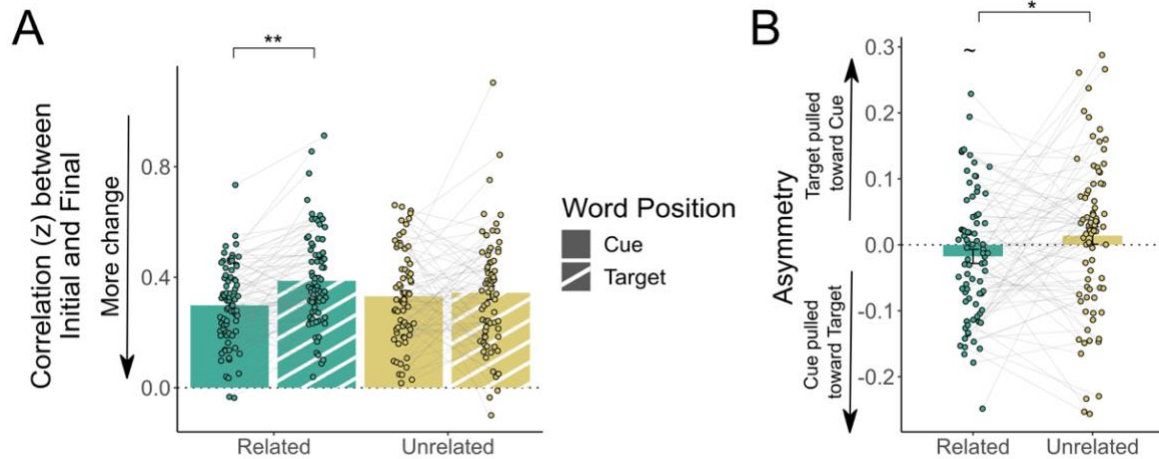 A
**
Correlation (z) between
Initial and Final
More change
0.8
0.4
0.0
Related
Unrelated
Word Position
Cue
Target
B
*
~
Asymmetry
Target pulled
toward Cue
Cue pulled
toward Target
0.3
0.2
0.1
0.0
-0.1
-0.2
Related
Unrelated